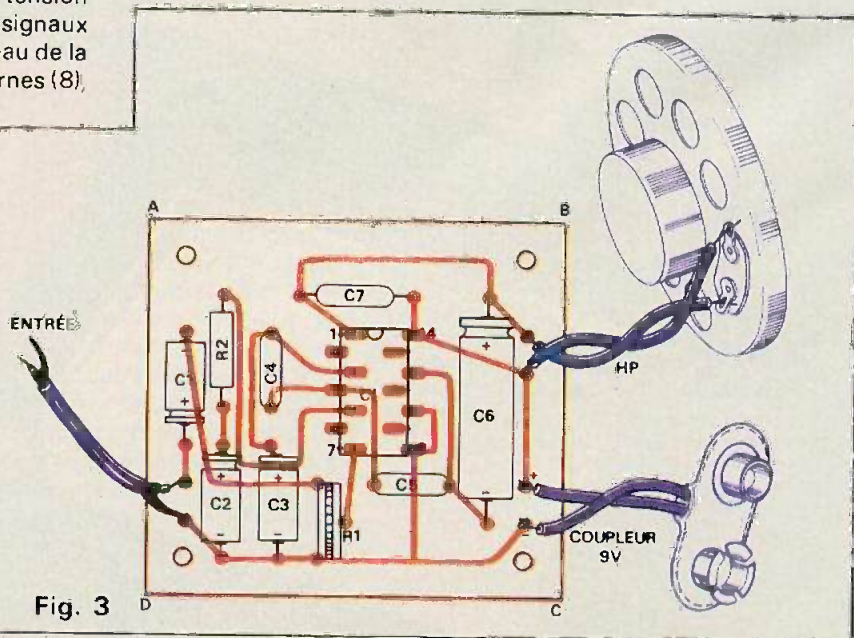 tension
signaux
au de la
rnes (8),
A
B
ENTRÉE
C7
1
14
R2
C4
C
+
+
HP
C6
7
+
+
+
C5
C2
C3
R1
-
COUPLEUR
9V
D
C
Fig. 3